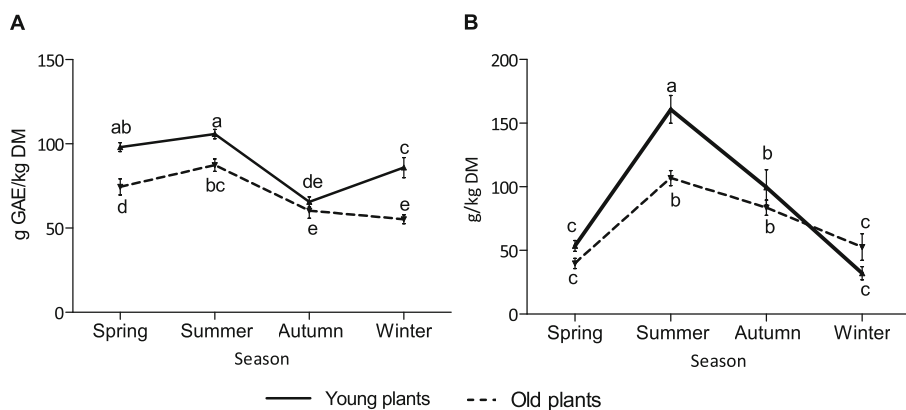 A
150
100
50
0
g GAE/kg DM
ab
a
de
c
d
bc
e
e
Spring Summer Autumn Winter
Season
B
200
150
100
50
0
g/kg DM
c
a
b
c
c
b
b
c
Spring Summer Autumn Winter
Season
Young plants Old plants